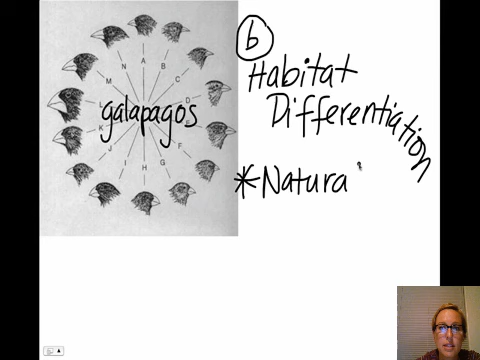 galapagos
A
B
C
D
E
F
G
H
I
J
K
L
M
N
b
Habitat
Differentiation
*Natura